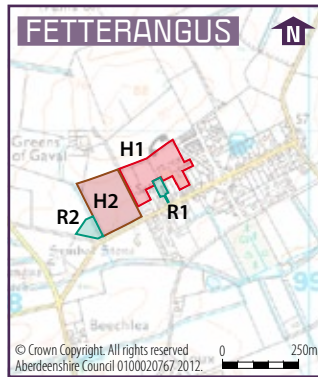 FETTERANGUS
N
Greens
of Gaval
H1
H2
R2
R1
57
Beechlea
© Crown Copyright. All rights reserved
Aberdeenshire Council 0100020767 2012.
0 250m